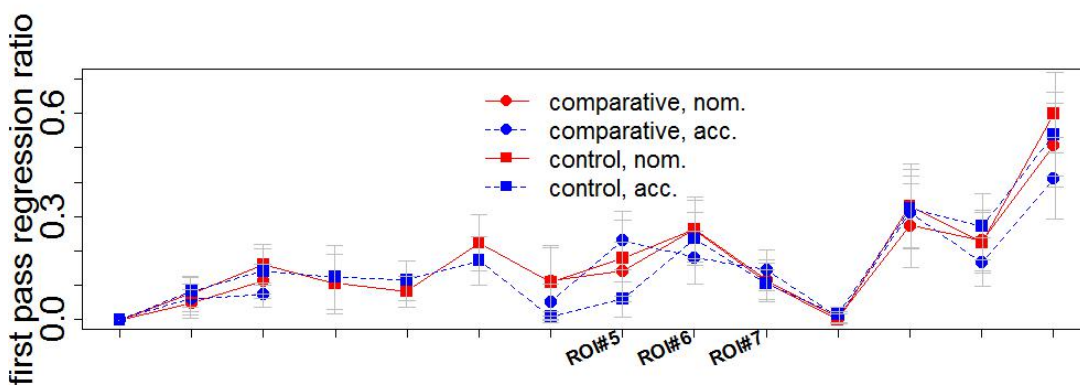 first pass regression ratio
0.6
0.3
0.0
comparative, nom.
comparative, acc.
control, nom.
control, acc.
ROI#5
ROI#6
ROI#7